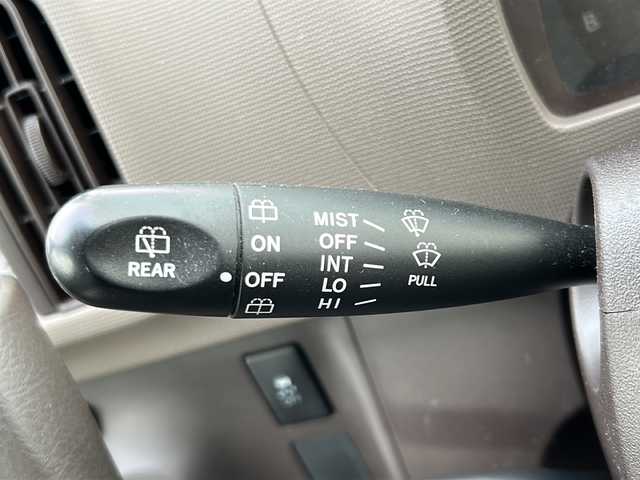 REAR
ON
OFF
MIST
OFF
INT
LO
HI
PULL